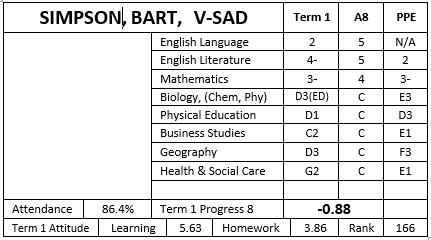 SIMPSON, BART, V-SAD Term 1 A8 PPE
English Language 2 5 N/A
English Literature 4- 5 2
Mathematics 3- 4 3-
Biology, (Chem, Phy) D3(ED) C E3
Physical Education D1 C D3
Business Studies C2 C E1
Geography D3 C F3
Health & Social Care G2 C E1
Attendance 86.4% Term 1 Progress 8 -0.88
Term 1 Attitude Learning 5.63 Homework 3.86 Rank 166